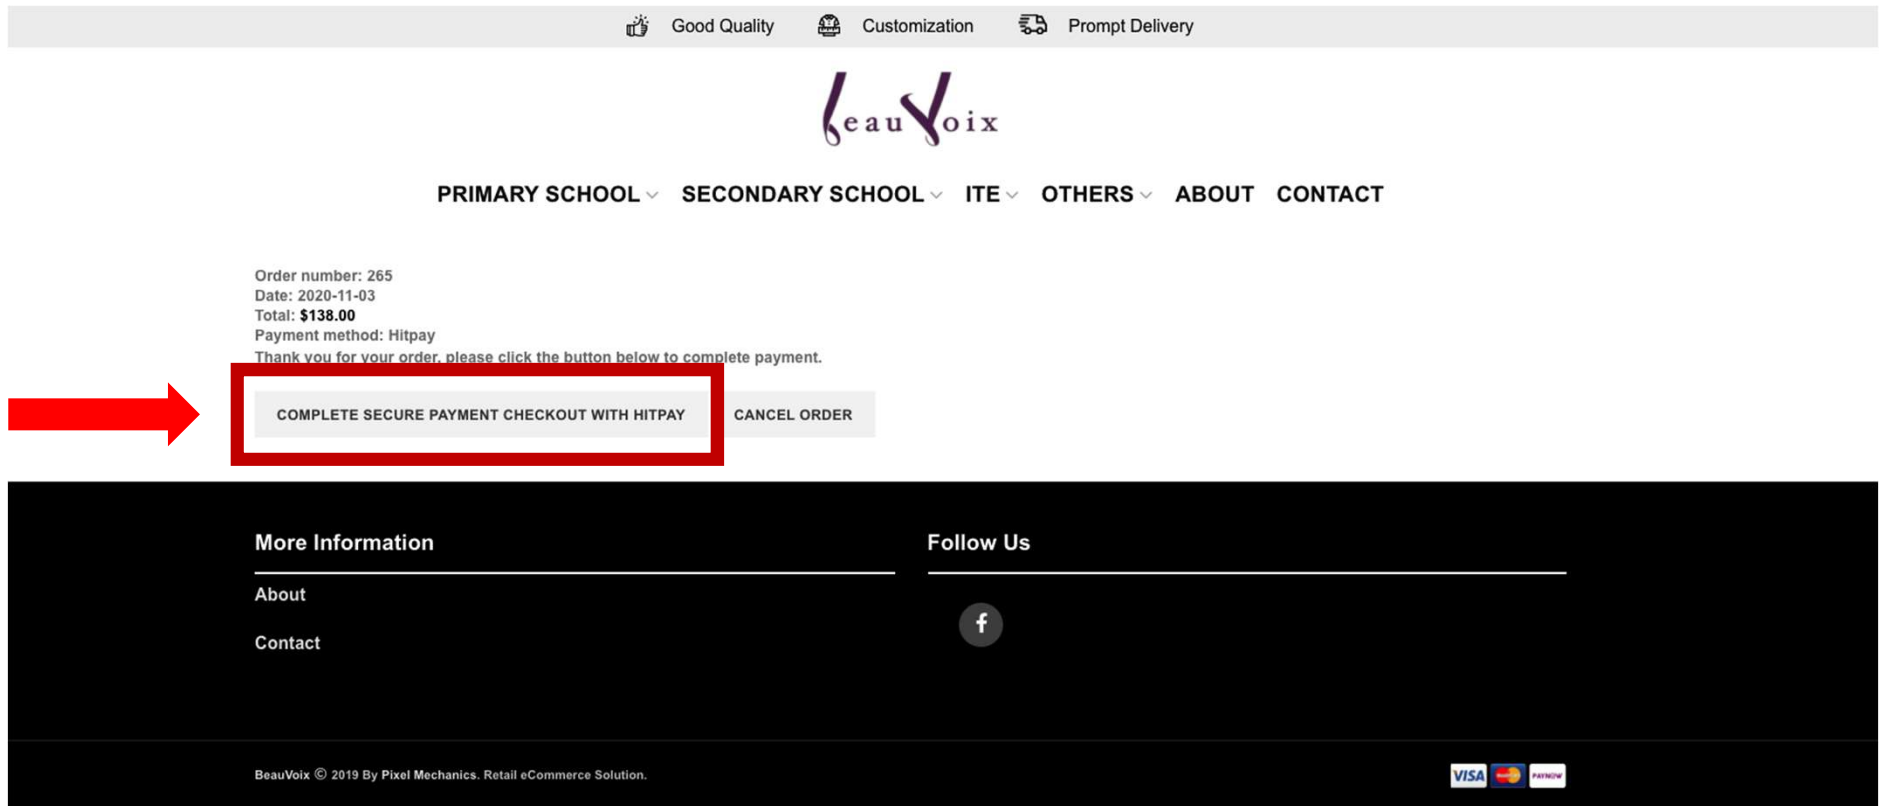 Good Quality Customization Prompt Delivery
BeauVoix
PRIMARY SCHOOL SECONDARY SCHOOL ITE OTHERS ABOUT CONTACT
Order number: 265
Date: 2020-11-03
Total: $138.00
Payment method: Hitpay
Thank you for your order, please click the button below to complete payment.
COMPLETE SECURE PAYMENT CHECKOUT WITH HITPAY CANCEL ORDER
More Information Follow Us
About
Contact
BeauVoix © 2019 By Pixel Mechanics. Retail eCommerce Solution.
VISA MasterCard PAYNOW